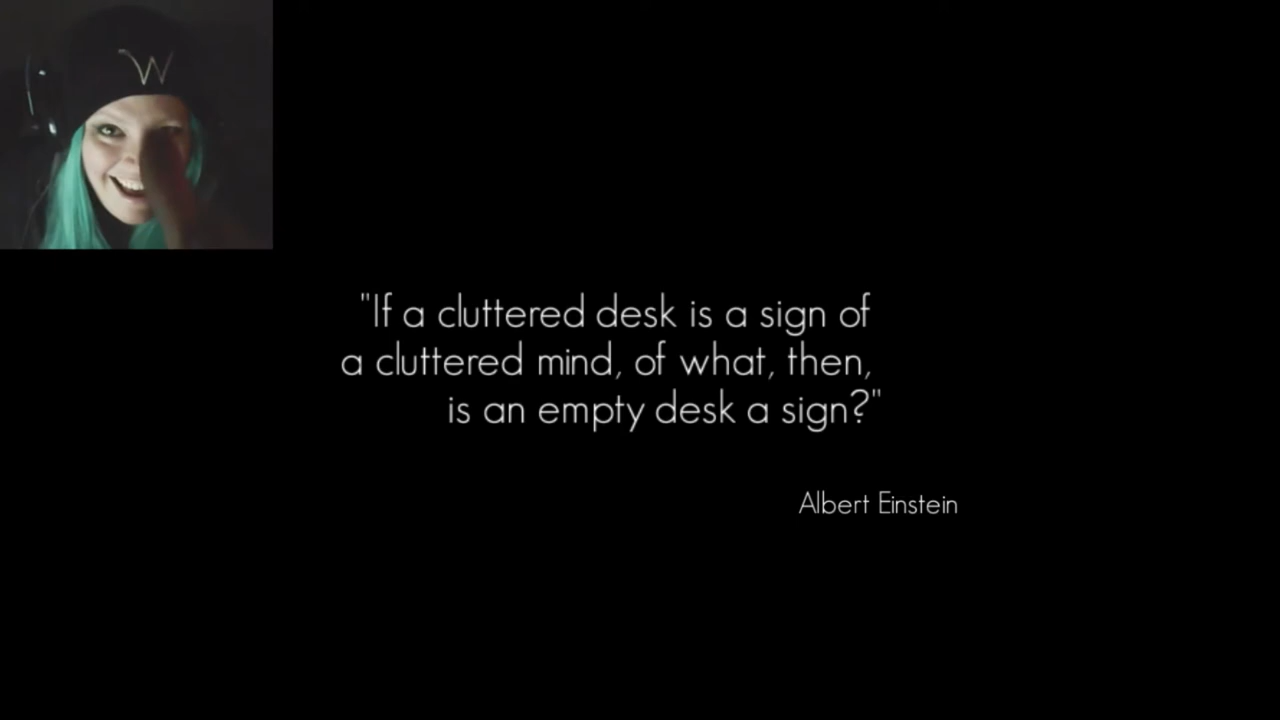 W
"If a cluttered desk is a sign of
a cluttered mind, of what, then,
is an empty desk a sign?"
Albert Einstein